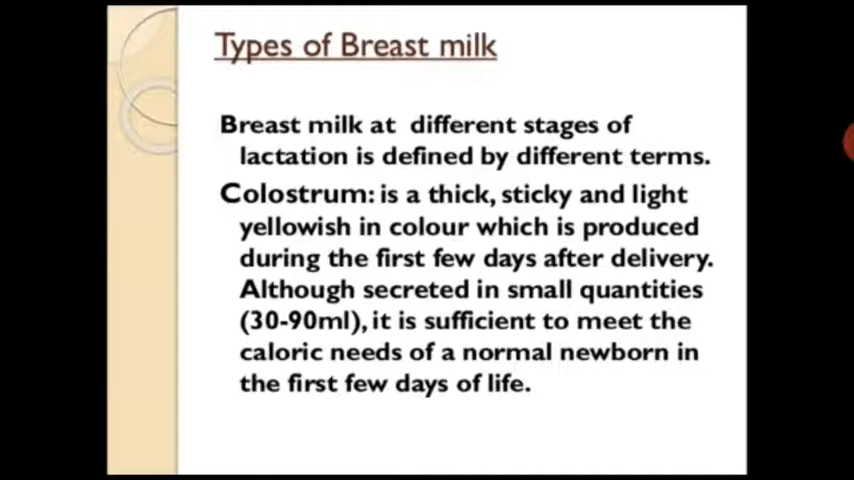 Types of Breast milk
Breast milk at different stages of
lactation is defined by different terms.
Colostrum: is a thick, sticky and light
yellowish in colour which is produced
during the first few days after delivery.
Although secreted in small quantities
(30-90ml), it is sufficient to meet the
caloric needs of a normal newborn in
the first few days of life.